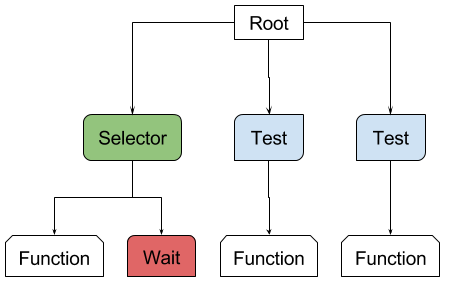 Root
Selector
Test
Test
Function
Wait
Function
Function